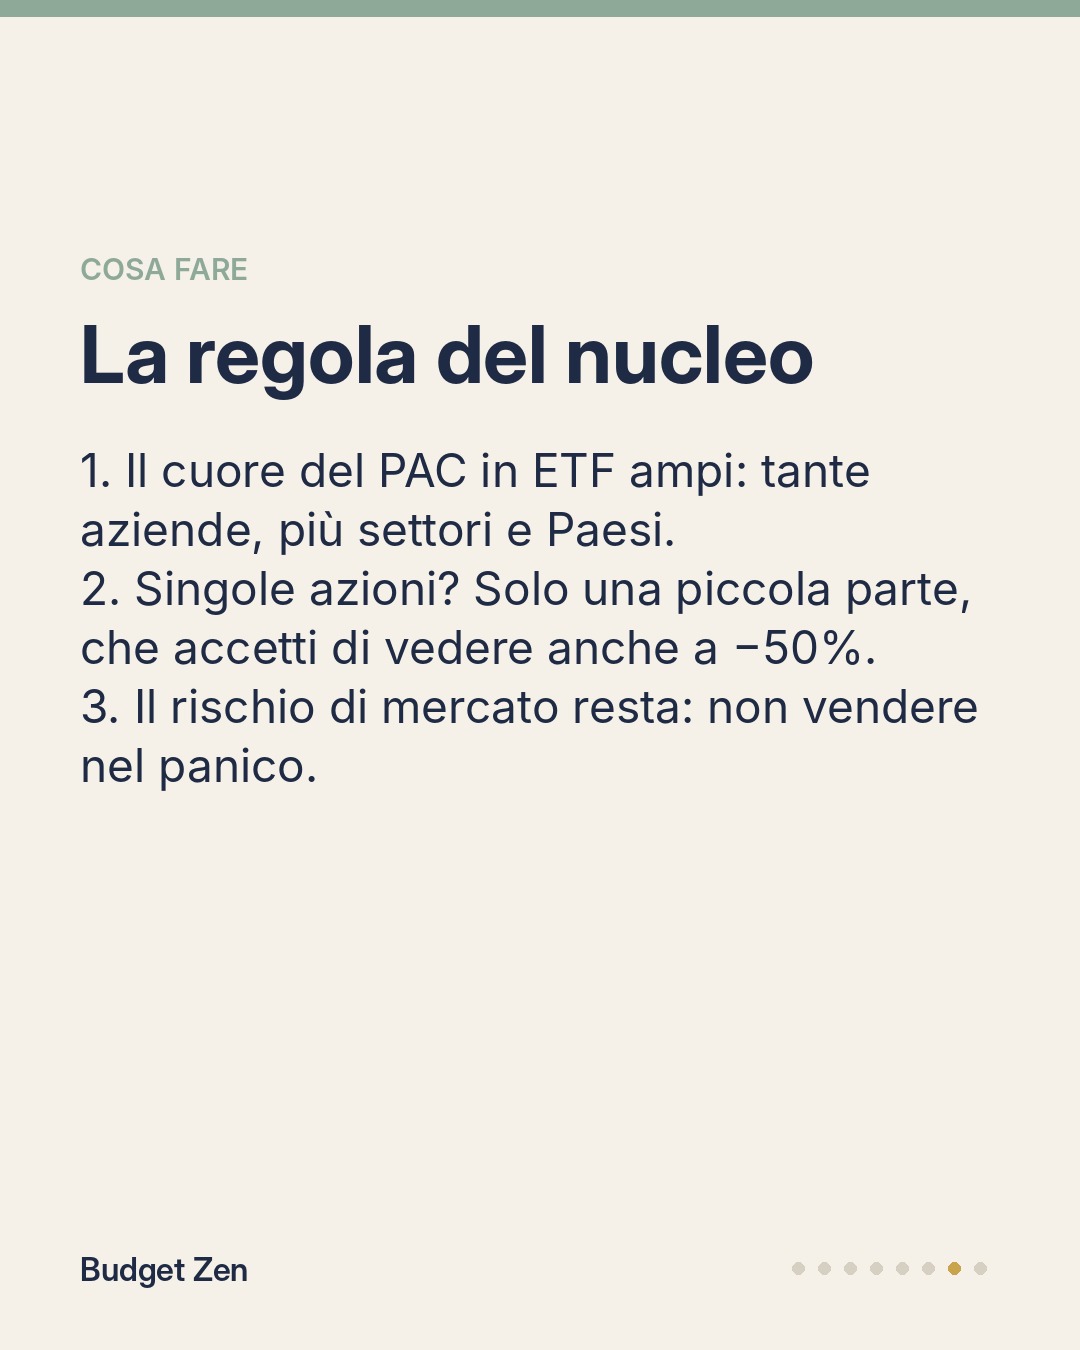 COSA FARE
La regola del nucleo
1. Il cuore del PAC in ETF ampi: tante
aziende, più settori e Paesi.
2. Singole azioni? Solo una piccola parte,
che accetti di vedere anche a −50%.
3. Il rischio di mercato resta: non vendere
nel panico.
Budget Zen